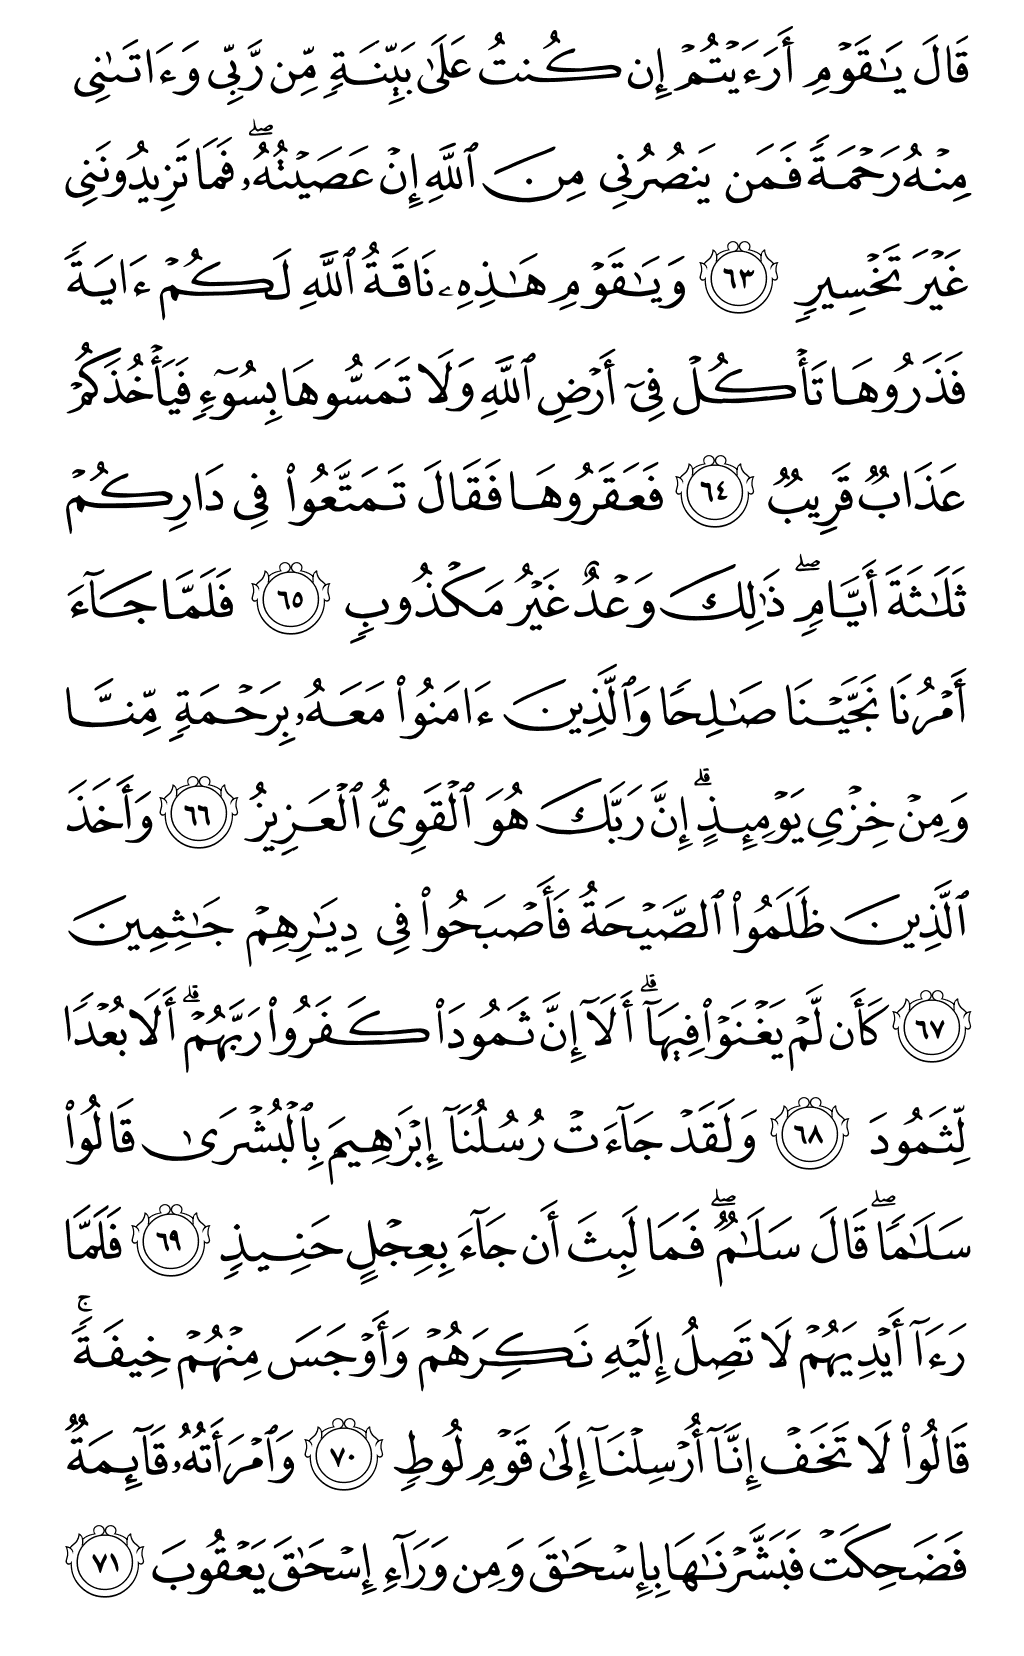 قَالَ يَٰقَوۡمِ أَرَءَيۡتُمۡ إِن كُنتُ عَلَىٰ بَيِّنَةٖ مِّن رَّبِّي وَءَاتَىٰنِي
مِنۡهُ رَحۡمَةٗ فَمَن يَنصُرُنِي مِنَ ٱللَّهِ إِنۡ عَصَيۡتُهُۥۖ فَمَا تَزِيدُونَنِي
غَيۡرَ تَخۡسِيرٖ ٦٣ وَيَٰقَوۡمِ هَٰذِهِۦ نَاقَةُ ٱللَّهِ لَكُمۡ ءَايَةٗ
فَذَرُوهَا تَأۡكُلۡ فِيٓ أَرۡضِ ٱللَّهِ وَلَا تَمَسُّوهَا بِسُوٓءٖ فَيَأۡخُذَكُمۡ
عَذَابٞ قَرِيبٞ ٦٤ فَعَقَرُوهَا فَقَالَ تَمَتَّعُواْ فِي دَارِكُمۡ
ثَلَٰثَةَ أَيَّامٖۖ ذَٰلِكَ وَعۡدٌ غَيۡرُ مَكۡذُوبٖ ٦٥ فَلَمَّا جَآءَ
أَمۡرُنَا نَجَّيۡنَا صَٰلِحٗا وَٱلَّذِينَ ءَامَنُواْ مَعَهُۥ بِرَحۡمَةٖ مِّنَّا
وَمِنۡ خِزۡيِ يَوۡمِئِذٍۚ إِنَّ رَبَّكَ هُوَ ٱلۡقَوِيُّ ٱلۡعَزِيزُ ٦٦ وَأَخَذَ
ٱلَّذِينَ ظَلَمُواْ ٱلصَّيۡحَةُ فَأَصۡبَحُواْ فِي دِيَٰرِهِمۡ جَٰثِمِينَ
٦٧ كَأَن لَّمۡ يَغۡنَوۡاْ فِيهَآۗ أَلَآ إِنَّ ثَمُودَاْ كَفَرُواْ رَبَّهُمۡۗ أَلَا بُعۡدٗا
لِّثَمُودَ ٦٨ وَلَقَدۡ جَآءَتۡ رُسُلُنَآ إِبۡرَٰهِيمَ بِٱلۡبُشۡرَىٰ قَالُواْ
سَلَٰمٗاۖ قَالَ سَلَٰمٞۖ فَمَا لَبِثَ أَن جَآءَ بِعِجۡلٍ حَنِيذٖ ٦٩ فَلَمَّا
رَءَآ أَيۡدِيَهُمۡ لَا تَصِلُ إِلَيۡهِ نَكِرَهُمۡ وَأَوۡجَسَ مِنۡهُمۡ خِيفَةٗۚ
قَالُواْ لَا تَخَفۡ إِنَّآ أُرۡسِلۡنَآ إِلَىٰ قَوۡمِ لُوطٖ ٧٠ وَٱمۡرَأَتُهُۥ قَآئِمَةٞ
فَضَحِكَتۡ فَبَشَّرۡنَٰهَا بِإِسۡحَٰقَ وَمِن وَرَآءِ إِسۡحَٰقَ يَعۡقُوبَ ٧١